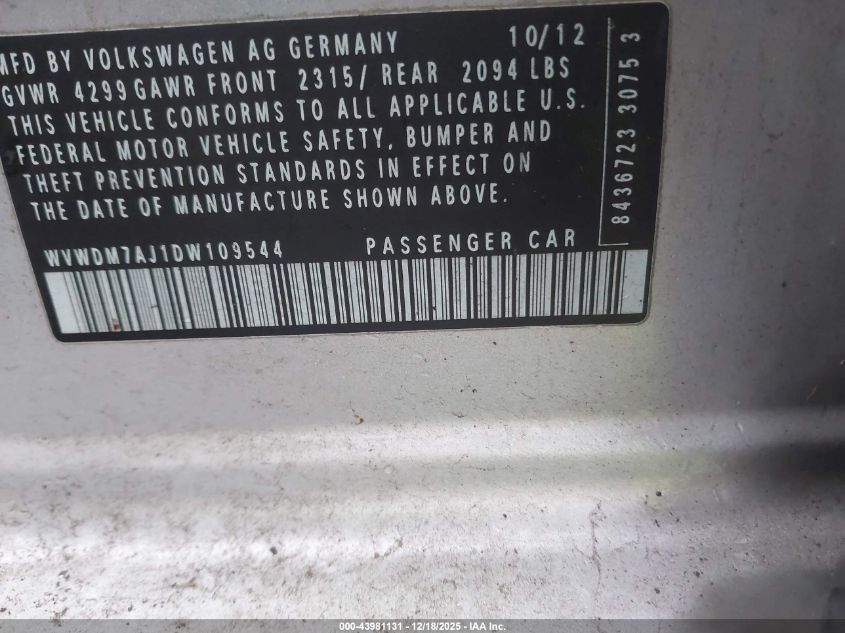 MFD BY VOLKSWAGEN AG GERMANY 10/12
GVWR 4299 GAWR FRONT 2315/ REAR 2094 LBS
THIS VEHICLE CONFORMS TO ALL APPLICABLE U.S.
FEDERAL MOTOR VEHICLE SAFETY, BUMPER AND
THEFT PREVENTION STANDARDS IN EFFECT ON
THE DATE OF MANUFACTURE SHOWN ABOVE.
WVWDM7AJ1DW109544 PASSENGER CAR
8436723 3075 3
000-43981131 - 12/18/2025 - IAA Inc.